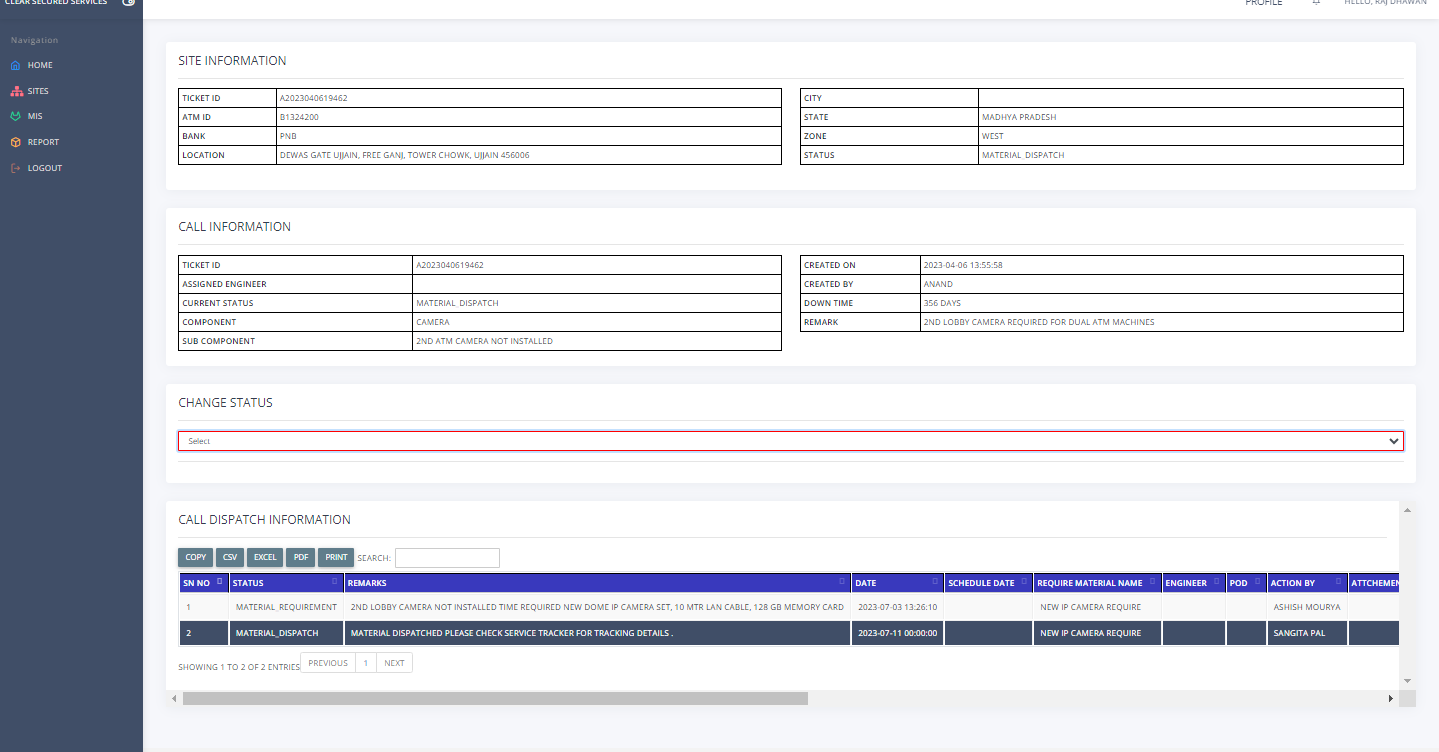 CLEAR SECURED SERVICES
PROFILE
HELLO, RAJ DHAWAN
Navigation
HOME
SITES
MIS
REPORT
LOGOUT
SITE INFORMATION
TICKET ID A2023040619462
ATM ID B1324200
BANK PNB
LOCATION DEWAS GATE UJJAIN, FREE GANJ, TOWER CHOWK, UJJAIN 456006
CITY
STATE MADHYA PRADESH
ZONE WEST
STATUS MATERIAL_DISPATCH
CALL INFORMATION
TICKET ID A2023040619462
ASSIGNED ENGINEER
CURRENT STATUS MATERIAL_DISPATCH
COMPONENT CAMERA
SUB COMPONENT 2ND ATM CAMERA NOT INSTALLED
CREATED ON 2023-04-06 13:55:58
CREATED BY ANAND
DOWN TIME 356 DAYS
REMARK 2ND LOBBY CAMERA REQUIRED FOR DUAL ATM MACHINES
CHANGE STATUS
Select
CALL DISPATCH INFORMATION
COPY CSV EXCEL PDF PRINT SEARCH:
SN NO STATUS REMARKS DATE SCHEDULE DATE REQUIRE MATERIAL NAME ENGINEER POD ACTION BY ATTCHEMEN
1 MATERIAL_REQUIREMENT 2ND LOBBY CAMERA NOT INSTALLED TIME REQUIRED NEW DOME IP CAMERA SET, 10 MTR LAN CABLE, 128 GB MEMORY CARD 2023-07-03 13:26:10 NEW IP CAMERA REQUIRE ASHISH MOURYA
2 MATERIAL_DISPATCH MATERIAL DISPATCHED PLEASE CHECK SERVICE TRACKER FOR TRACKING DETAILS . 2023-07-11 00:00:00 NEW IP CAMERA REQUIRE SANGITA PAL
SHOWING 1 TO 2 OF 2 ENTRIES PREVIOUS 1 NEXT